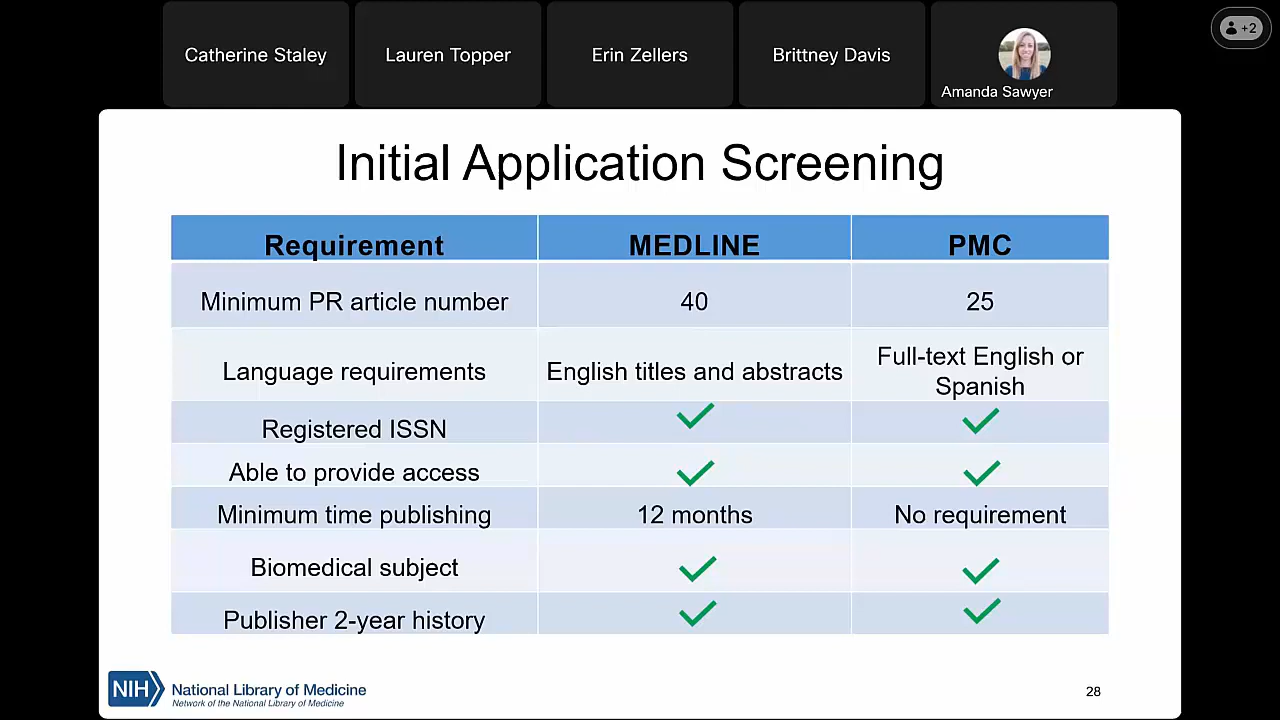 Catherine Staley
Lauren Topper
Erin Zellers
Brittney Davis
Amanda Sawyer
+2
Initial Application Screening
Requirement MEDLINE PMC
Minimum PR article number 40 25
Language requirements English titles and abstracts Full-text English or
Spanish
Registered ISSN
Able to provide access
Minimum time publishing 12 months No requirement
Biomedical subject
Publisher 2-year history
NIH National Library of Medicine
Network of the National Library of Medicine
28